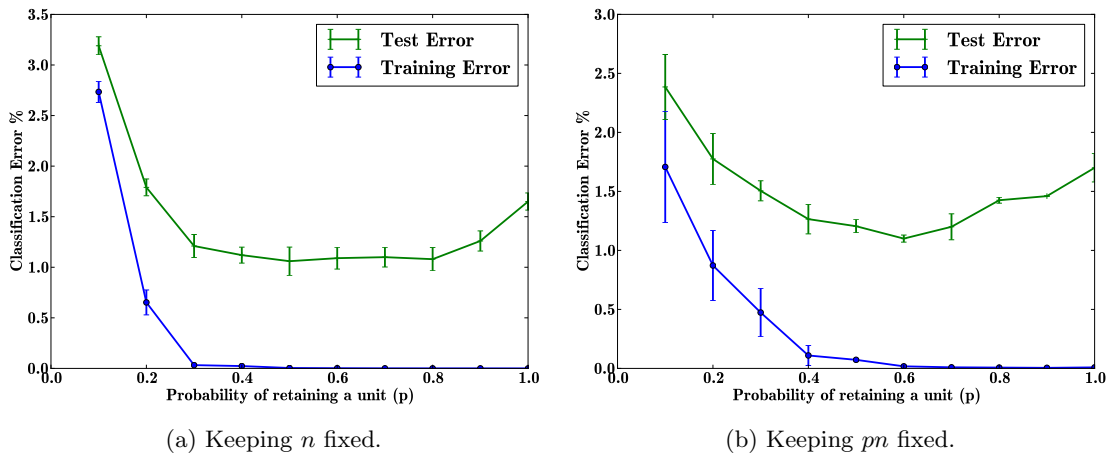 3.5
3.0
2.5
2.0
1.5
1.0
0.5
0.0
Classification Error %
Test Error
Training Error
0.0 0.2 0.4 0.6 0.8 1.0
Probability of retaining a unit (p)
(a) Keeping n fixed.
3.0
2.5
2.0
1.5
1.0
0.5
0.0
Classification Error %
Test Error
Training Error
0.0 0.2 0.4 0.6 0.8 1.0
Probability of retaining a unit (p)
(b) Keeping pn fixed.